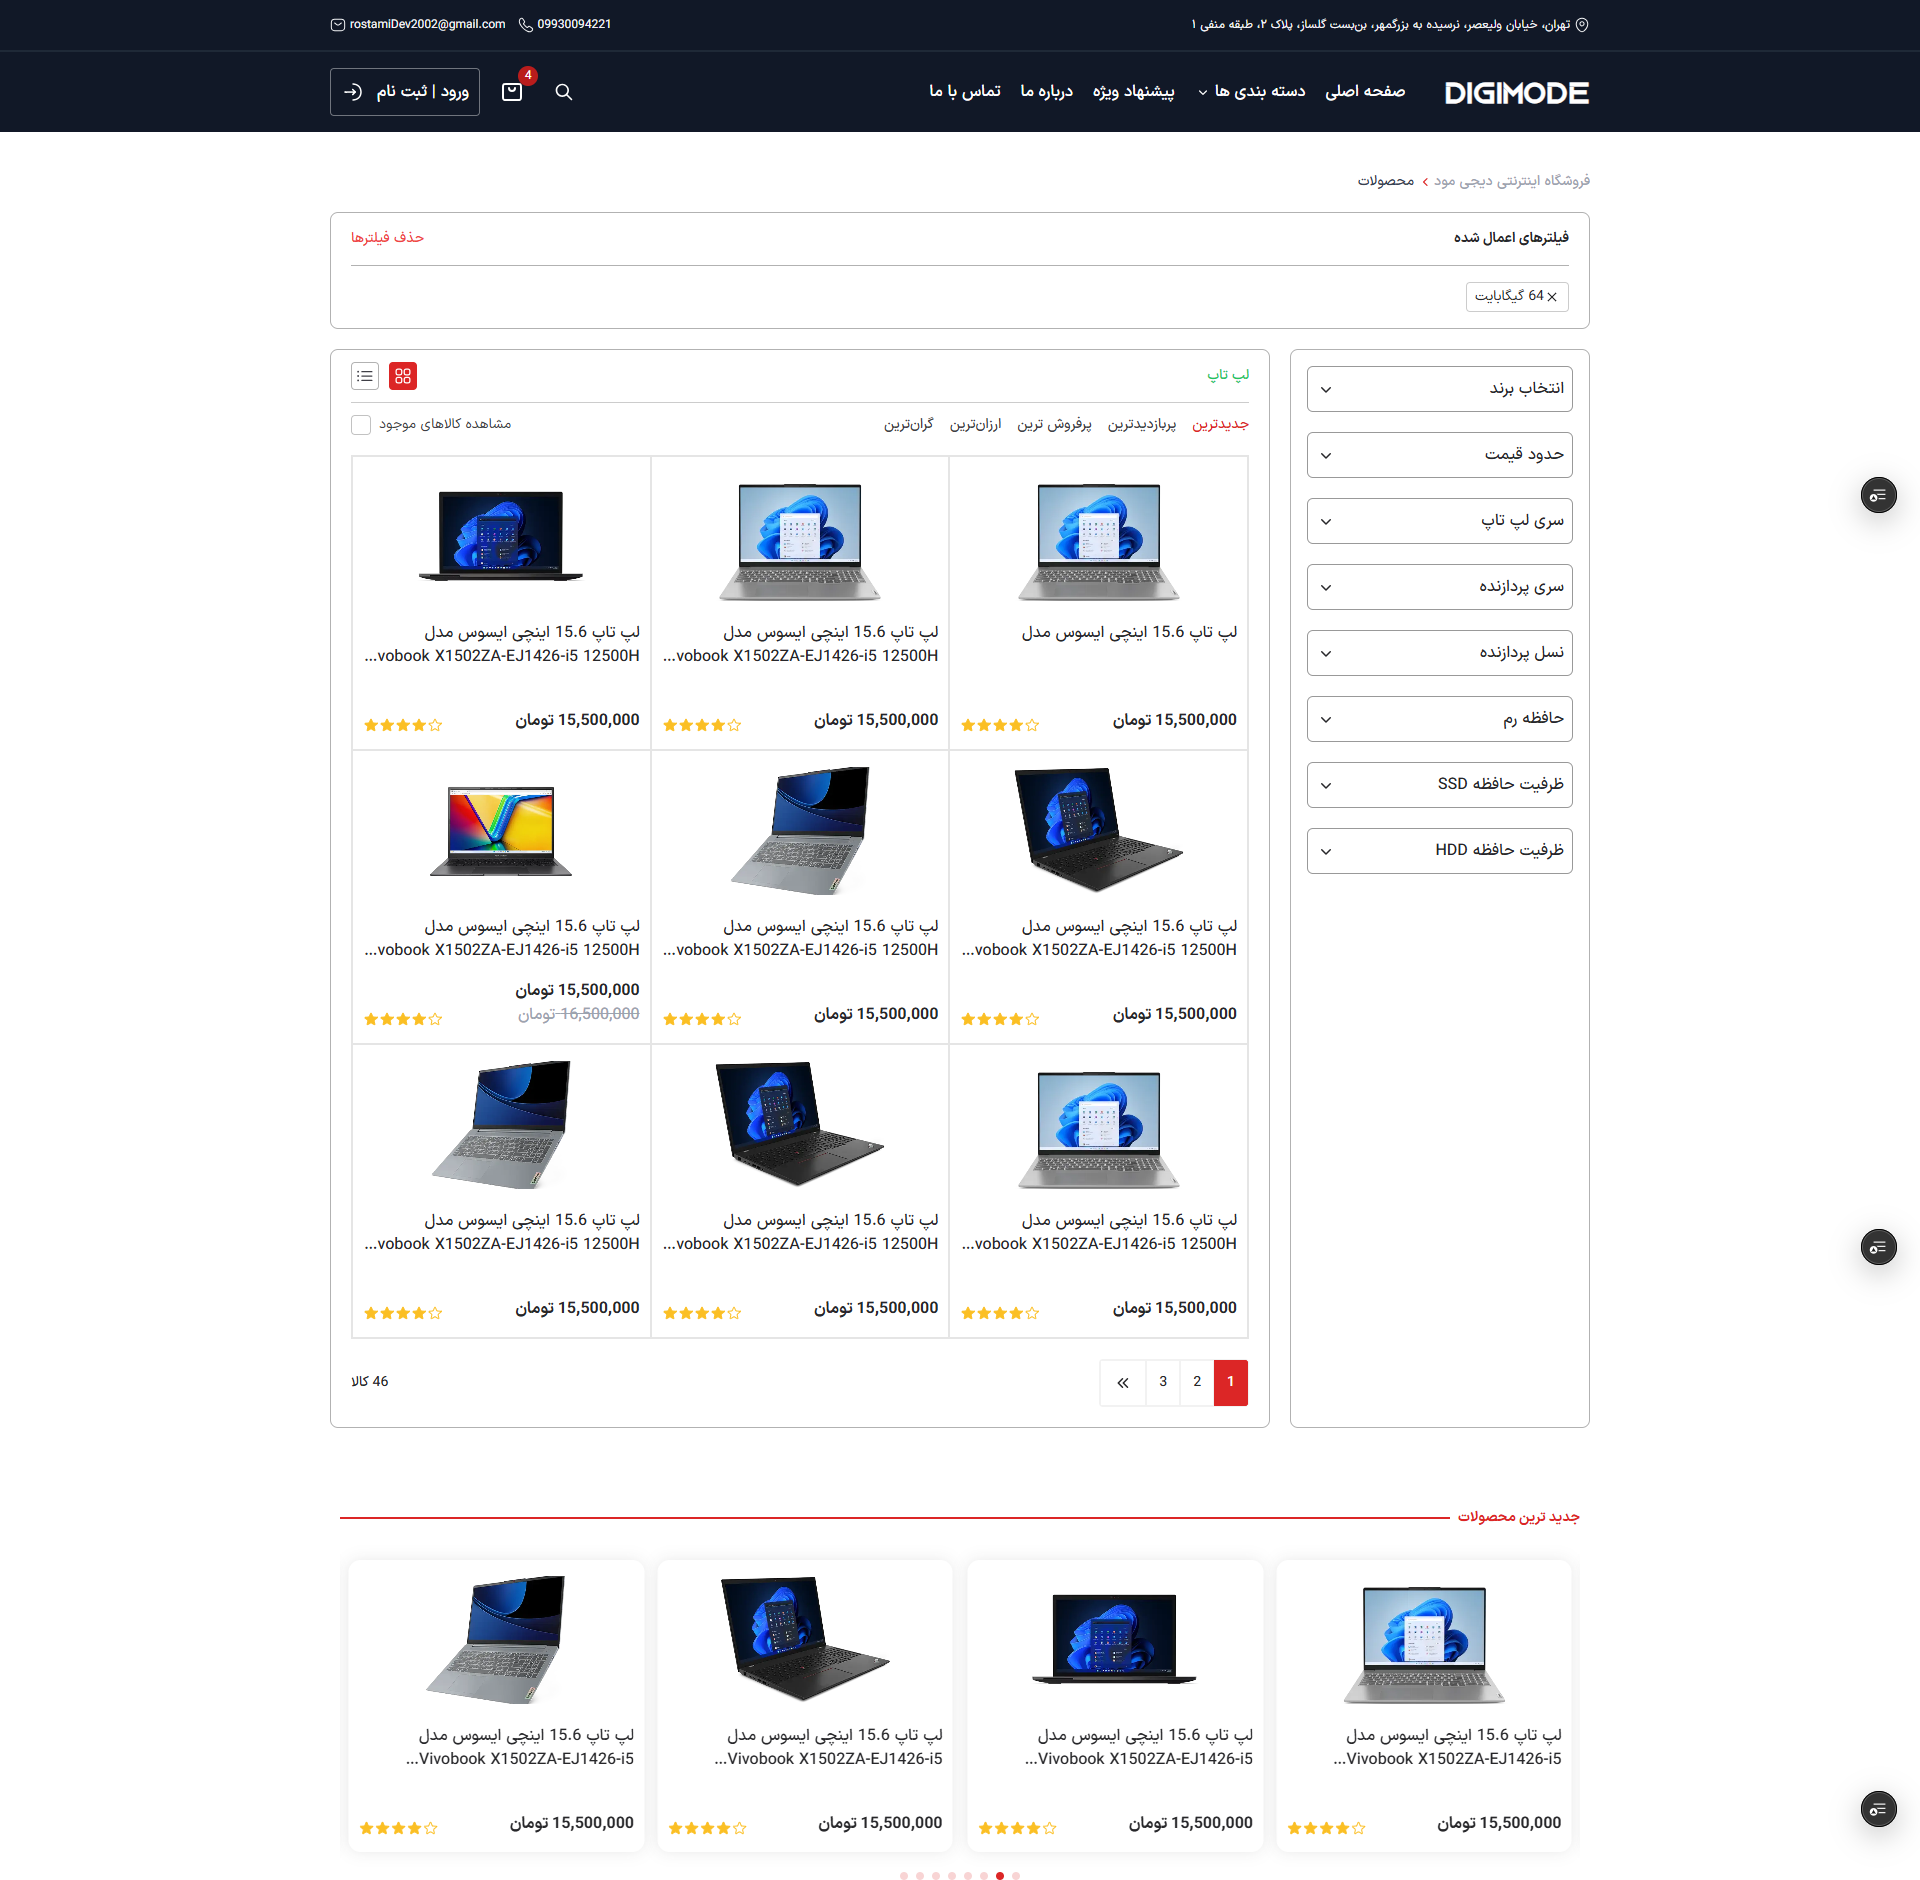 تهران، خیابان ولیعصر، نرسیده به بزرگمهر، بن‌بست گلساز، پلاک ۲، طبقه منفی ۱
09930094221
rostamiDev2002@gmail.com
DIGIMODE
صفحه اصلی
دسته بندی ها
پیشنهاد ویژه
درباره ما
تماس با ما
4
ورود | ثبت نام
فروشگاه اینترنتی دیجی مود
محصولات
فیلترهای اعمال شده
حذف فیلترها
64 گیگابایت
انتخاب برند
حدود قیمت
سری لپ تاپ
سری پردازنده
نسل پردازنده
حافظه رم
ظرفیت حافظه SSD
ظرفیت حافظه HDD
لپ تاپ
جدیدترین
پربازدیدترین
پرفروش ترین
ارزان‌ترین
گران‌ترین
مشاهده کالاهای موجود
لپ تاپ 15.6 اینچی ایسوس مدل
15,500,000 تومان
لپ تاپ 15.6 اینچی ایسوس مدل
vobook X1502ZA-EJ1426-i5 12500H...
15,500,000 تومان
لپ تاپ 15.6 اینچی ایسوس مدل
vobook X1502ZA-EJ1426-i5 12500H...
15,500,000 تومان
لپ تاپ 15.6 اینچی ایسوس مدل
vobook X1502ZA-EJ1426-i5 12500H...
15,500,000 تومان
لپ تاپ 15.6 اینچی ایسوس مدل
vobook X1502ZA-EJ1426-i5 12500H...
15,500,000 تومان
لپ تاپ 15.6 اینچی ایسوس مدل
vobook X1502ZA-EJ1426-i5 12500H...
15,500,000 تومان
16,500,000 تومان
لپ تاپ 15.6 اینچی ایسوس مدل
vobook X1502ZA-EJ1426-i5 12500H...
15,500,000 تومان
لپ تاپ 15.6 اینچی ایسوس مدل
vobook X1502ZA-EJ1426-i5 12500H...
15,500,000 تومان
لپ تاپ 15.6 اینچی ایسوس مدل
vobook X1502ZA-EJ1426-i5 12500H...
15,500,000 تومان
1
2
3
46 کالا
جدید ترین محصولات
لپ تاپ 15.6 اینچی ایسوس مدل
Vivobook X1502ZA-EJ1426-i5...
15,500,000 تومان
لپ تاپ 15.6 اینچی ایسوس مدل
Vivobook X1502ZA-EJ1426-i5...
15,500,000 تومان
لپ تاپ 15.6 اینچی ایسوس مدل
Vivobook X1502ZA-EJ1426-i5...
15,500,000 تومان
لپ تاپ 15.6 اینچی ایسوس مدل
Vivobook X1502ZA-EJ1426-i5...
15,500,000 تومان